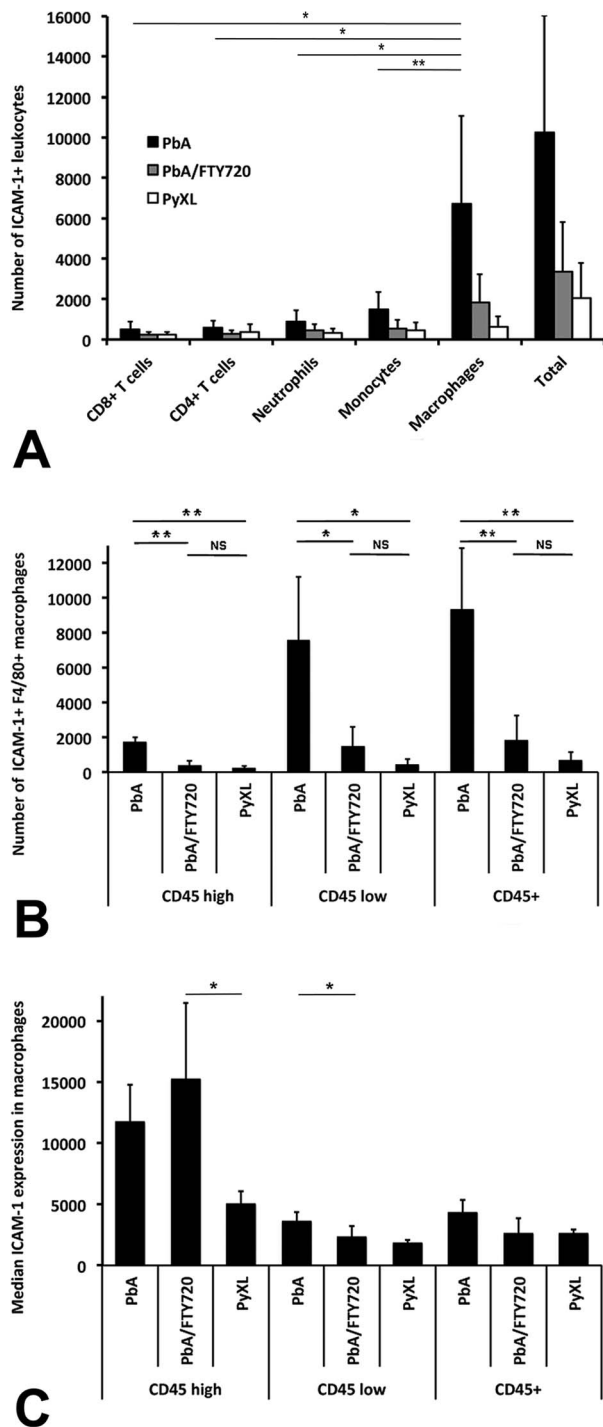 *
*
*
**
Number of ICAM-1+ leukocytes
16000
14000
12000
10000
8000
6000
4000
2000
0
PbA
PbA/FTY720
PyXL
CD8+ T cells
CD4+ T cells
Neutrophils
Monocytes
Macrophages
Total
A
** * **
** NS * NS ** NS
Number of ICAM-1+ F4/80+ macrophages
12000
10000
8000
6000
4000
2000
0
PbA
PbA/FTY720
PyXL
PbA
PbA/FTY720
PyXL
PbA
PbA/FTY720
PyXL
CD45 high CD45 low CD45+
B
* *
Median ICAM-1 expression in macrophages
20000
15000
10000
5000
0
PbA
PbA/FTY720
PyXL
PbA
PbA/FTY720
PyXL
PbA
PbA/FTY720
PyXL
CD45 high CD45 low CD45+
C